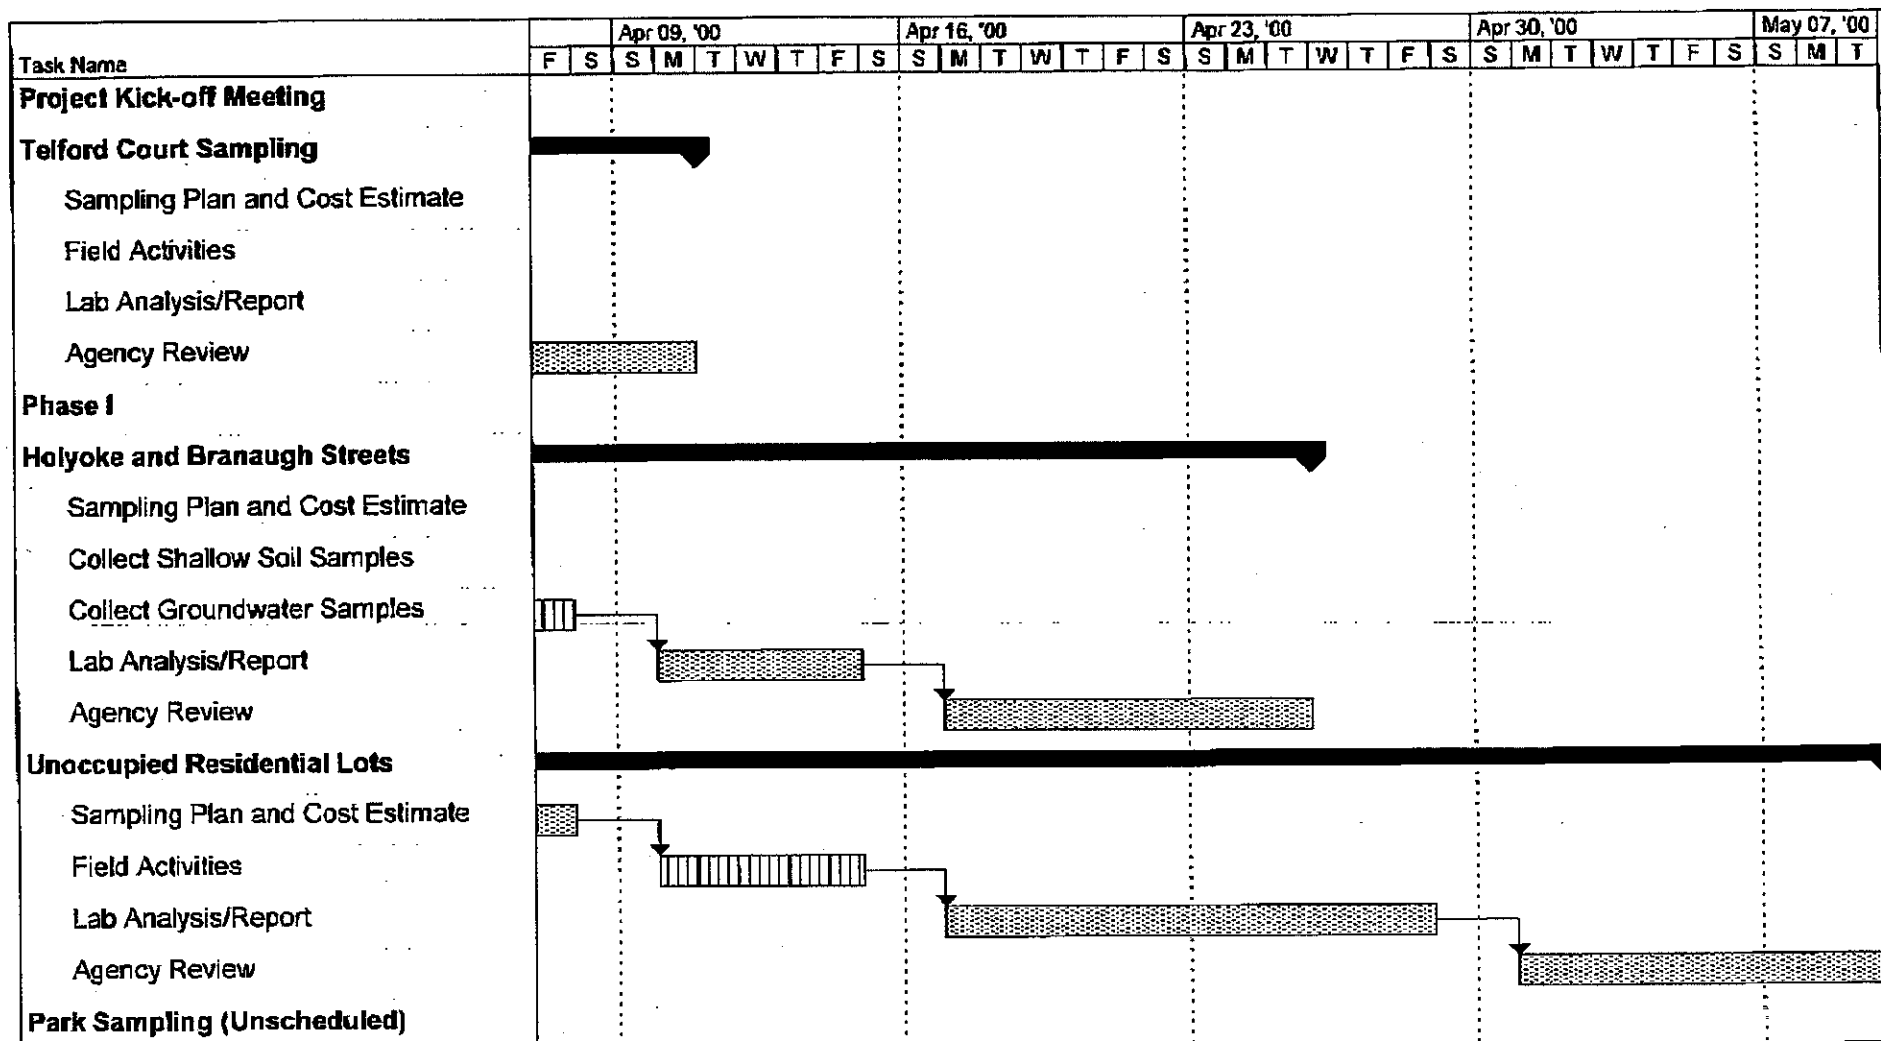 Apr 09, '00 Apr 16, '00 Apr 23, '00 Apr 30, '00 May 07, '00
Task Name F S S M T W T F S S M T W T F S S M T W T F S S M T W T F S S M T
Project Kick-off Meeting
Telford Court Sampling
Sampling Plan and Cost Estimate
Field Activities
Lab Analysis/Report
Agency Review
Phase I
Holyoke and Branaugh Streets
Sampling Plan and Cost Estimate
Collect Shallow Soil Samples
Collect Groundwater Samples
Lab Analysis/Report
Agency Review
Unoccupied Residential Lots
Sampling Plan and Cost Estimate
Field Activities
Lab Analysis/Report
Agency Review
Park Sampling (Unscheduled)